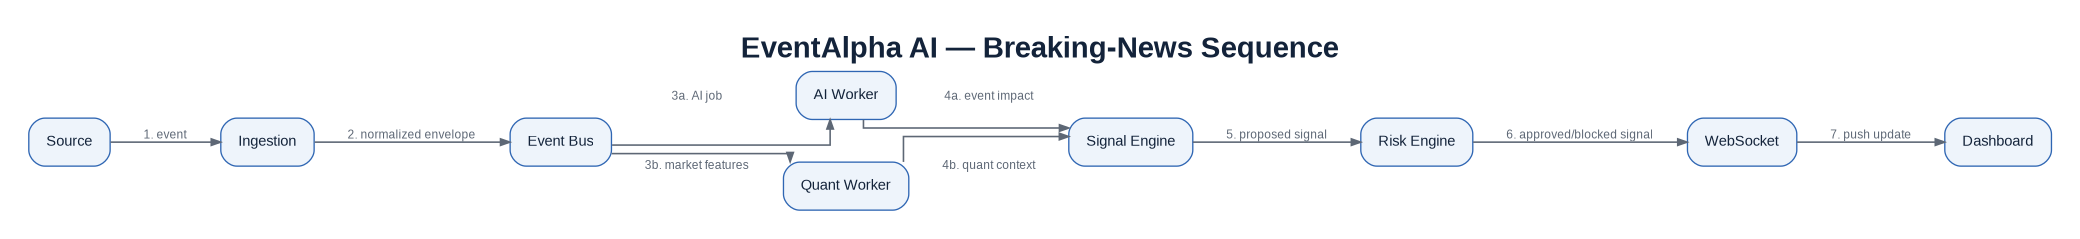 EventAlpha AI — Breaking-News Sequence
Source
1. event
Ingestion
2. normalized envelope
Event Bus
3a. AI job
AI Worker
4a. event impact
3b. market features
Quant Worker
4b. quant context
Signal Engine
5. proposed signal
Risk Engine
6. approved/blocked signal
WebSocket
7. push update
Dashboard